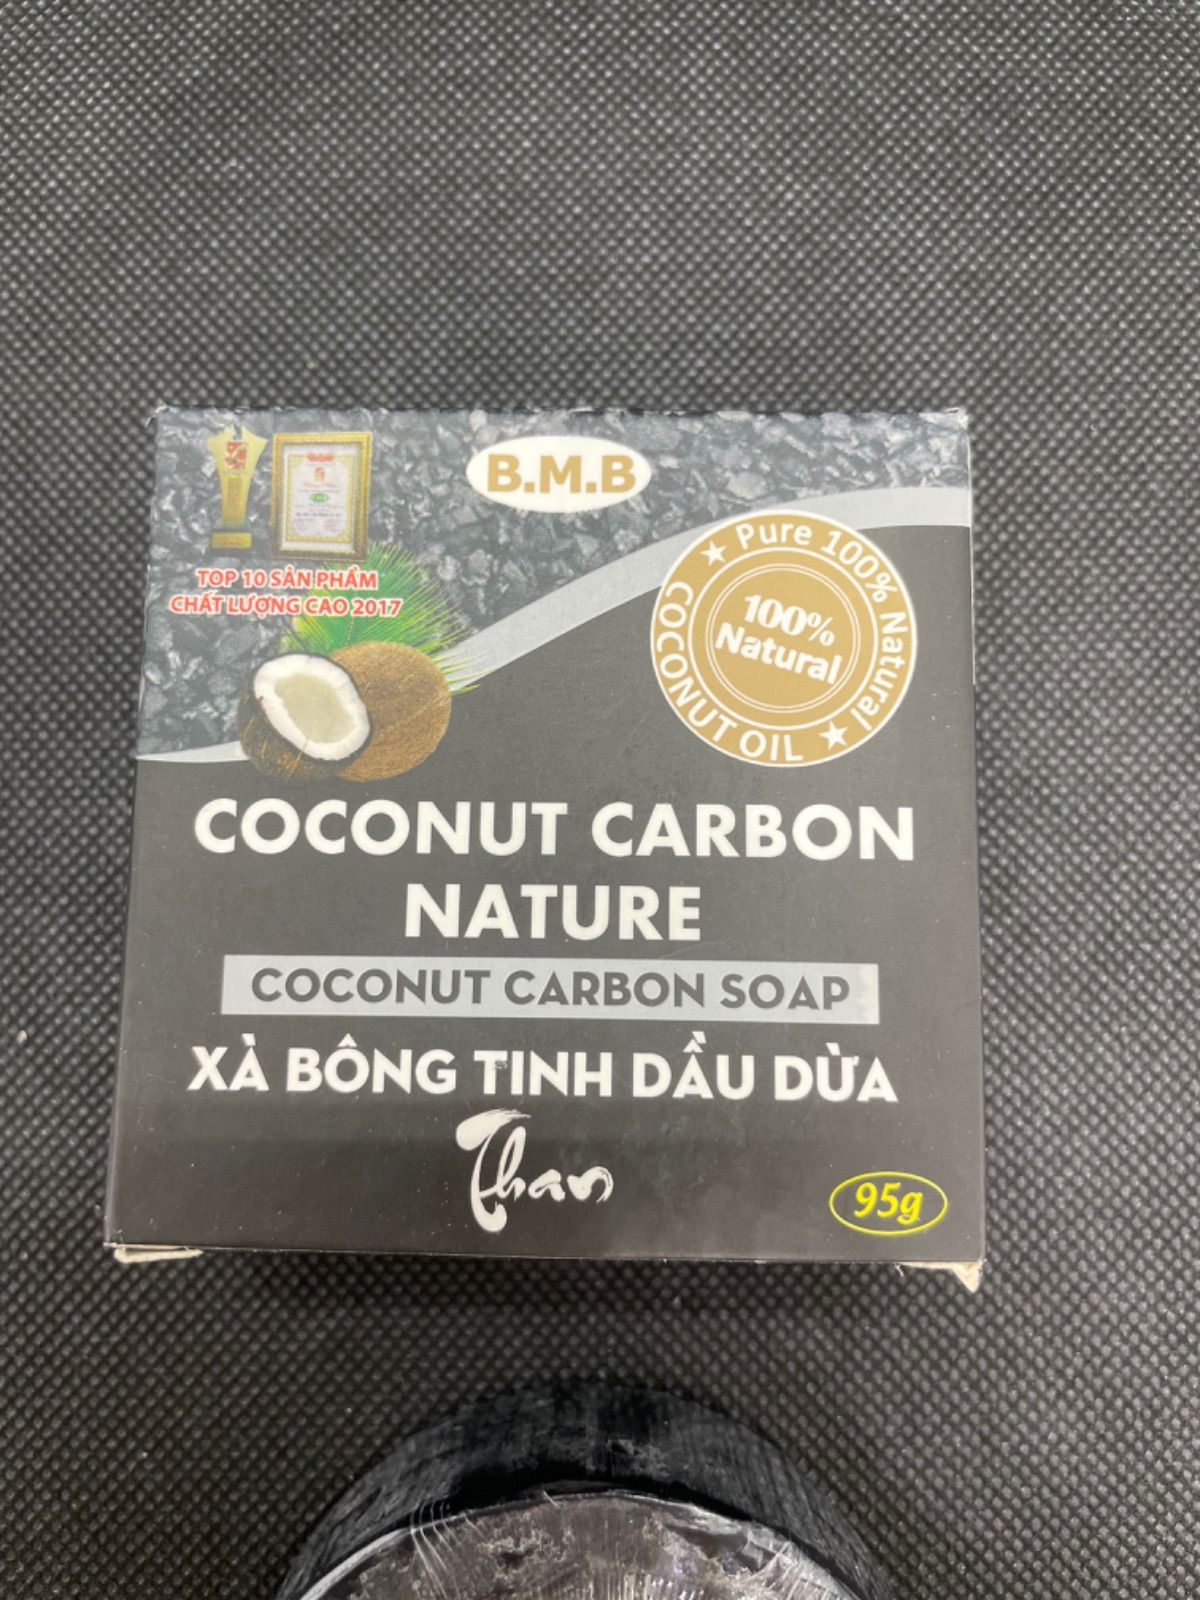 B.M.B
TOP 10 SẢN PHẨM
CHẤT LƯỢNG CAO 2017
Pure 100% Natural
COCONUT OIL
100%
Natural
COCONUT CARBON
NATURE
COCONUT CARBON SOAP
XÀ BÔNG TINH DẦU DỪA
Than
95g